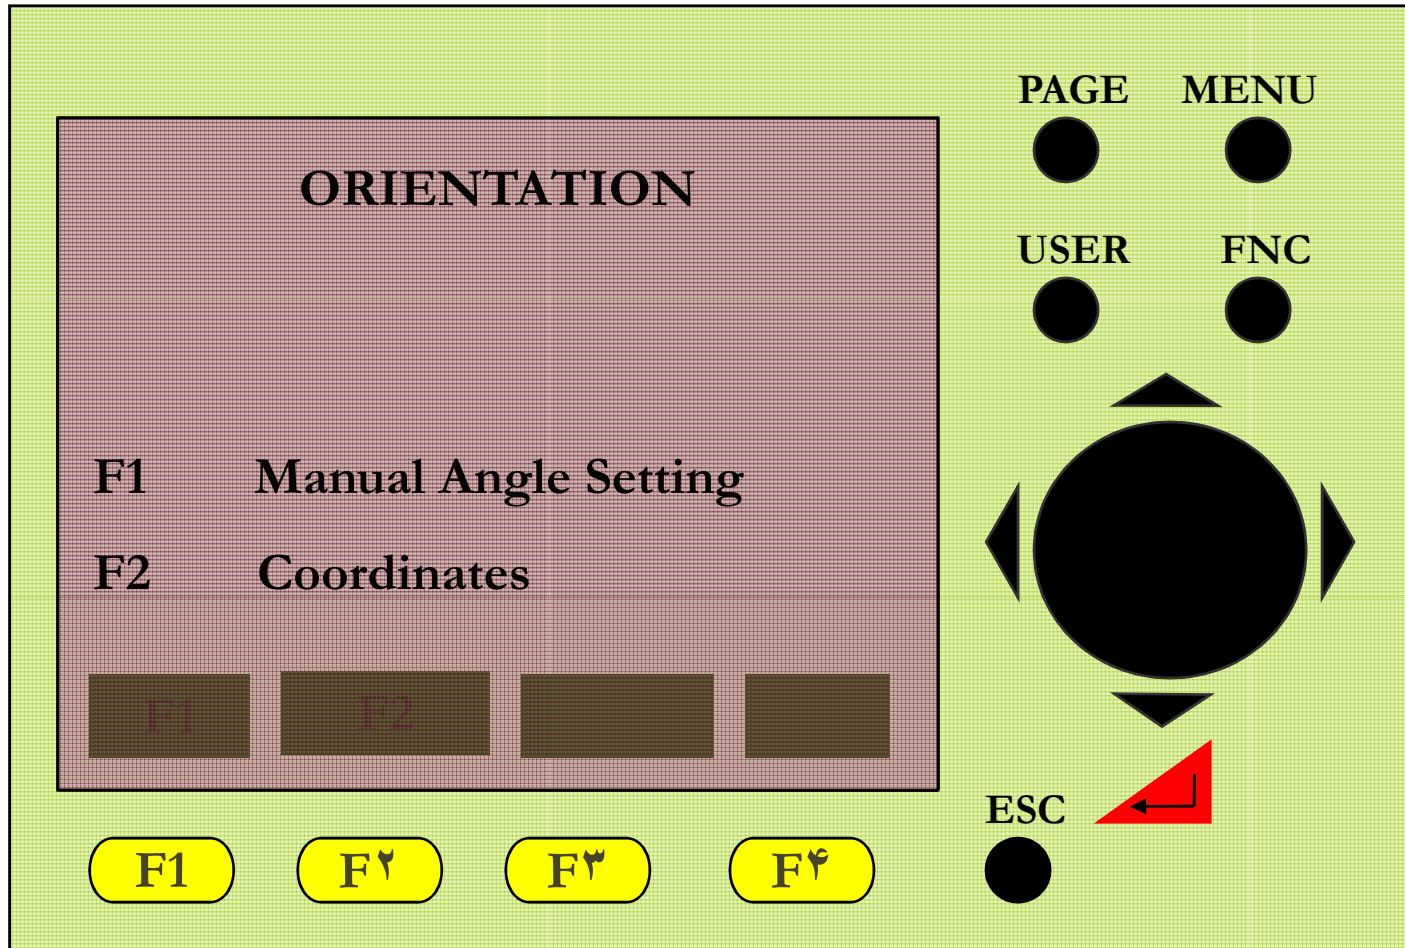 PAGE MENU
ORIENTATION
USER FNC
F1 Manual Angle Setting
F2 Coordinates
F1 F2
ESC
F1 F۲ F۳ F۴